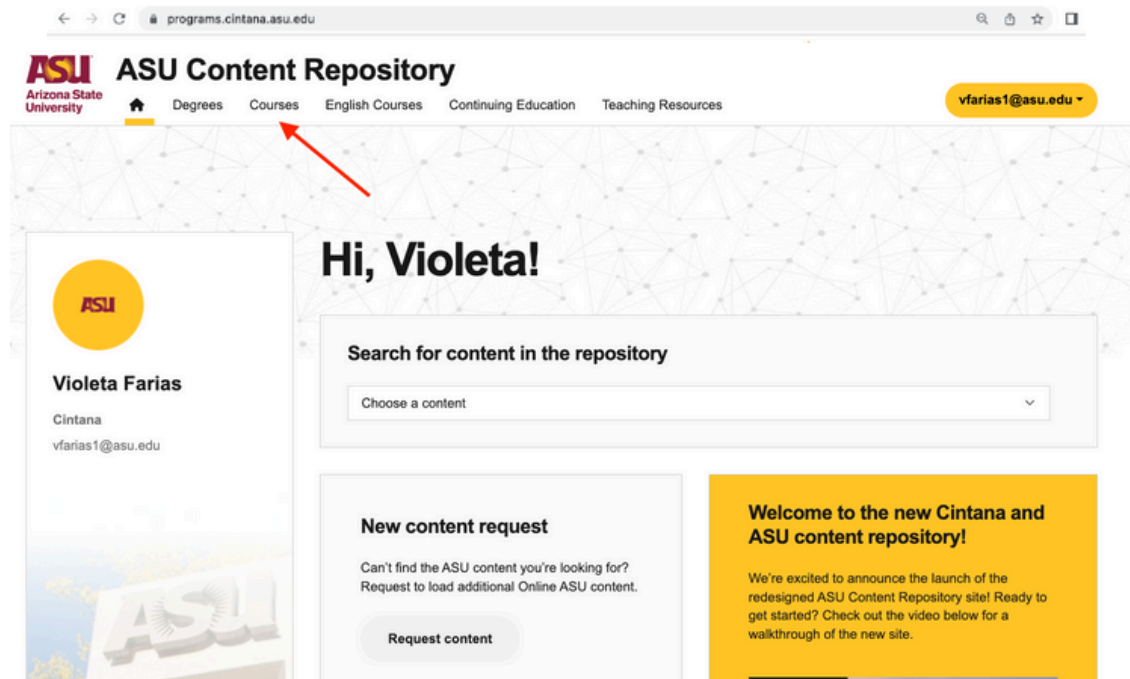 programs.cintana.asu.edu
ASU
Arizona State
University
ASU Content Repository
Degrees Courses English Courses Continuing Education Teaching Resources
vfarias1@asu.edu
Hi, Violeta!
ASU
Violeta Farias
Cintana
vfarias1@asu.edu
Search for content in the repository
Choose a content
New content request
Can't find the ASU content you're looking for?
Request to load additional Online ASU content.
Request content
Welcome to the new Cintana and
ASU content repository!
We're excited to announce the launch of the
redesigned ASU Content Repository site! Ready to
get started? Check out the video below for a
walkthrough of the new site.
ASU